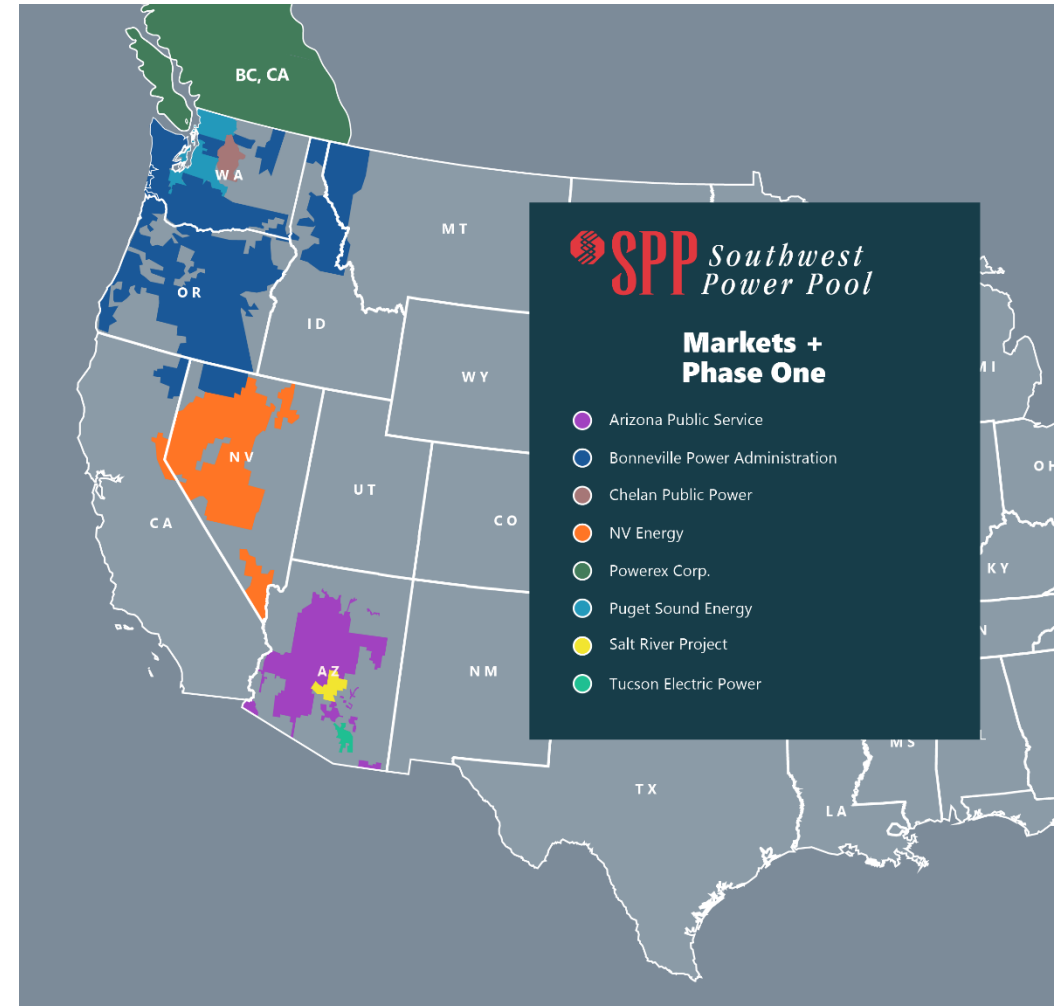 BC, CA
WA
MT
OR
ID
WY
NV
UT
CA
CO
AZ
NM
TX
LA
MS
MI
KY
SPP Southwest
Power Pool
Markets +
Phase One
Arizona Public Service
Bonneville Power Administration
Chelan Public Power
NV Energy
Powerex Corp.
Puget Sound Energy
Salt River Project
Tucson Electric Power